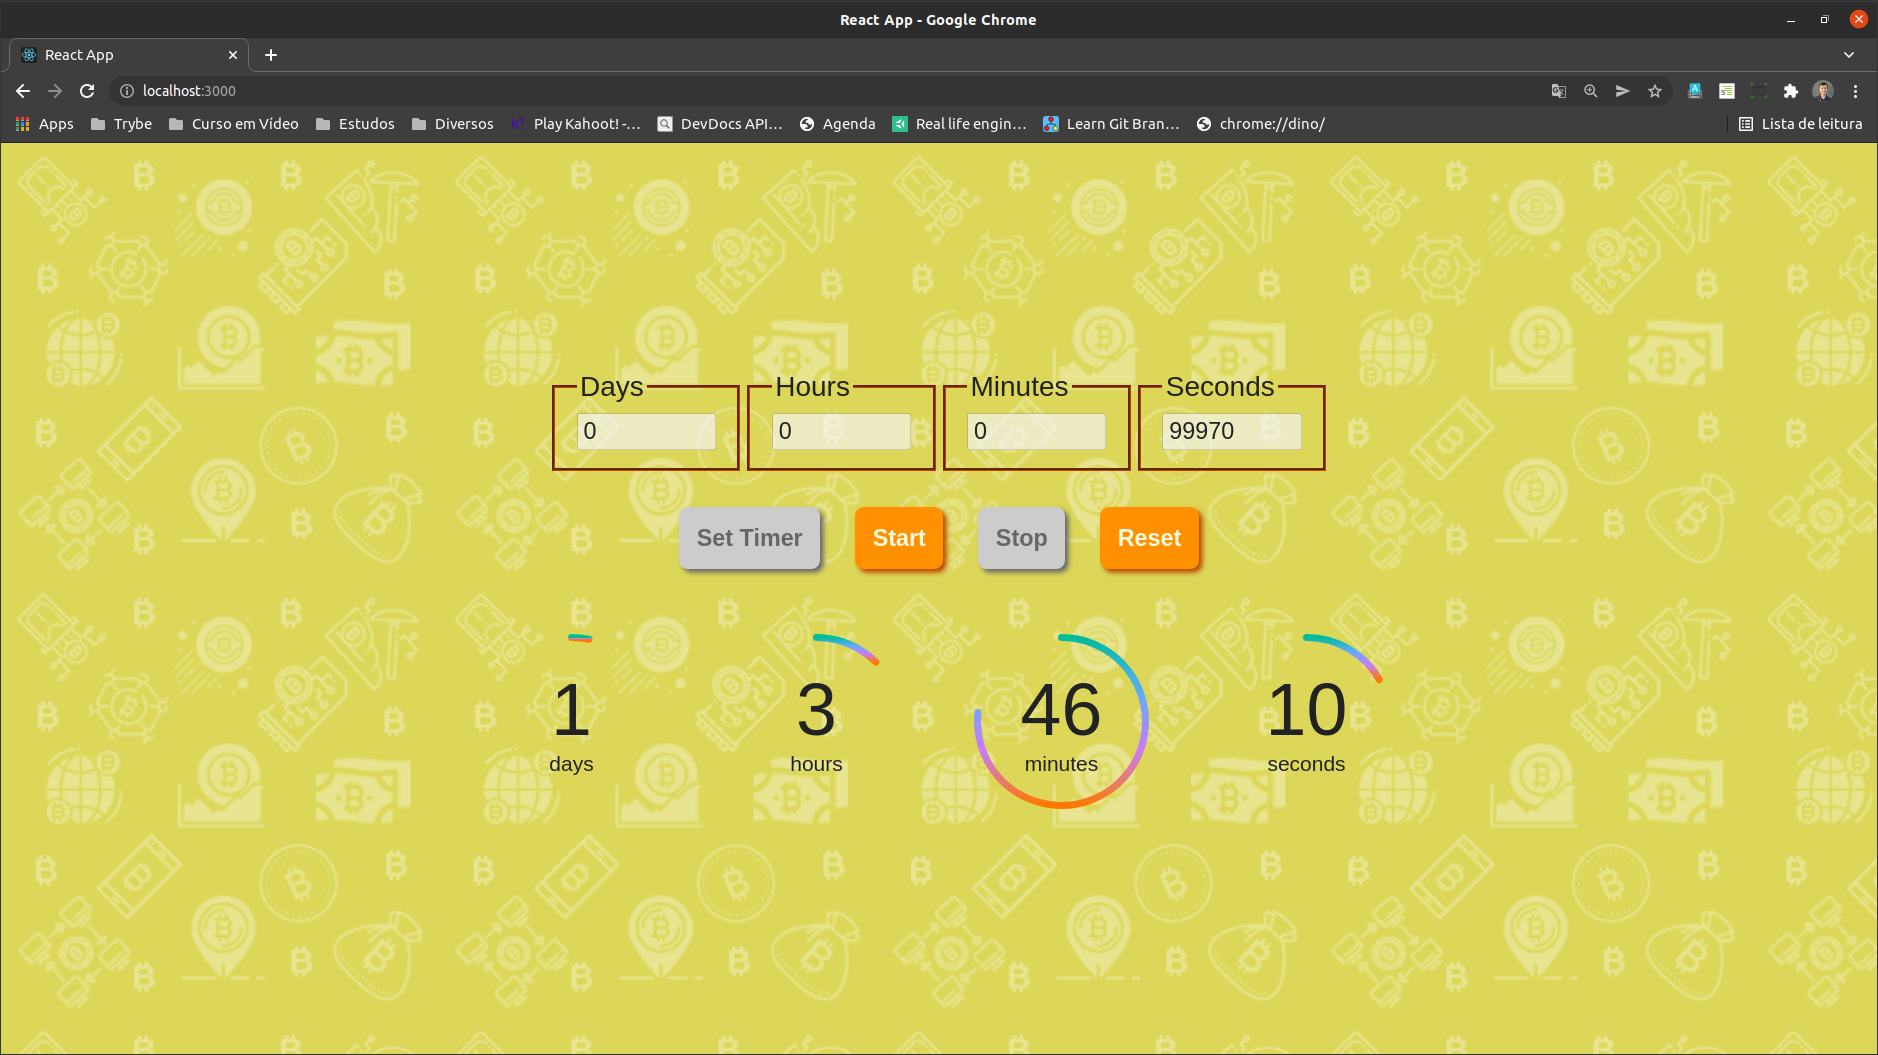 React App - Google Chrome
React App
localhost:3000
Apps Trybe Curso em Vídeo Estudos Diversos Play Kahoot! -... DevDocs API... Agenda Real life engin... Learn Git Bran... chrome://dino/ Lista de leitura
Days Hours Minutes Seconds
0 0 0 99970
Set Timer Start Stop Reset
1 3 46 10
days hours minutes seconds